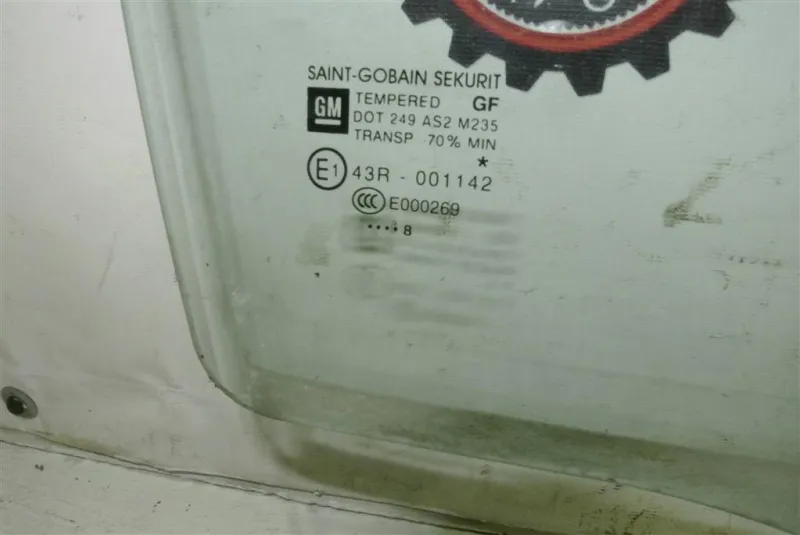 SAINT-GOBAIN SEKURIT
GM TEMPERED GF
DOT 249 AS2 M235
TRANSP 70% MIN
*
E1 43R - 001142
CCC E000269
•••• 8